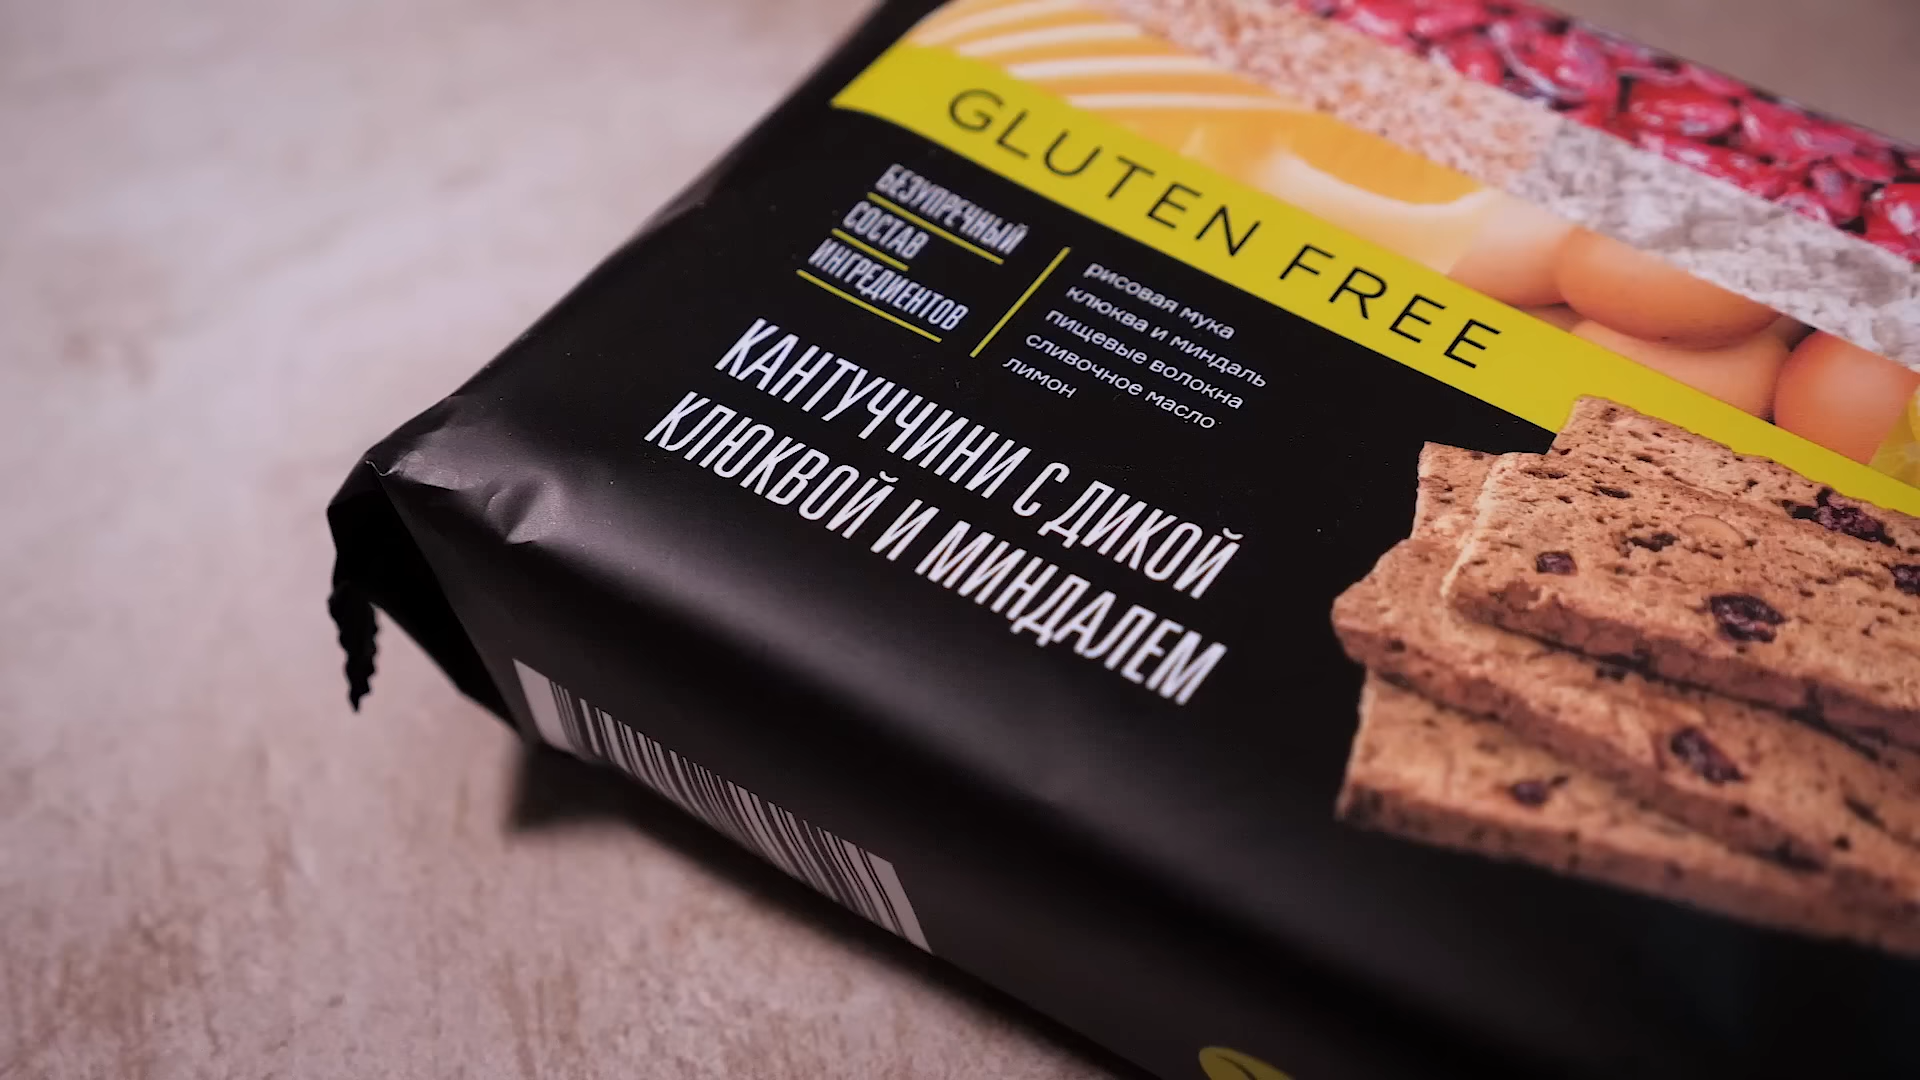 GLUTEN FREE
БЕЗУПРЕЧНЫЙ
СОСТАВ
ИНГРЕДИЕНТОВ
рисовая мука
клюква и миндаль
пищевые волокна
сливочное масло
лимон
КАНТУЧЧИНИ С ДИКОЙ
КЛЮКВОЙ И МИНДАЛЕМ